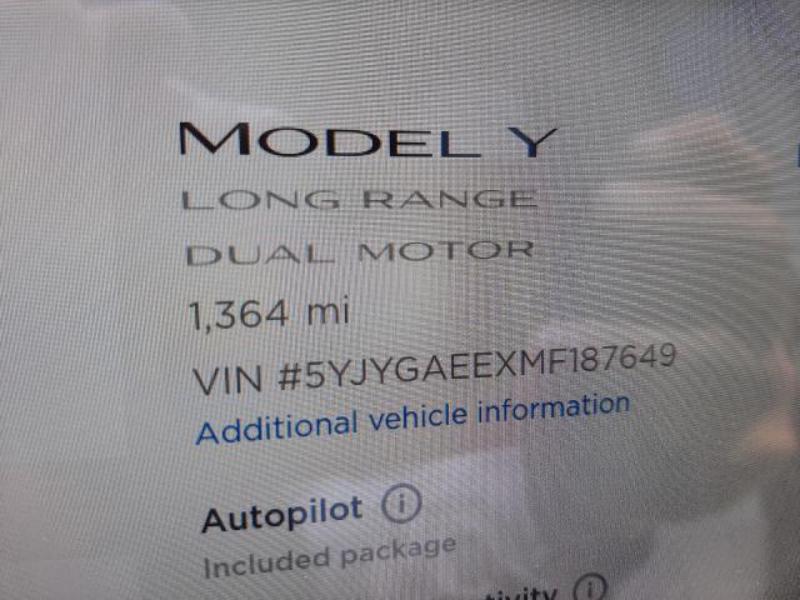 MODEL Y
LONG RANGE
DUAL MOTOR
1,364 mi
VIN #5YJYGAEEXMF187649
Additional vehicle information
Autopilot
Included package